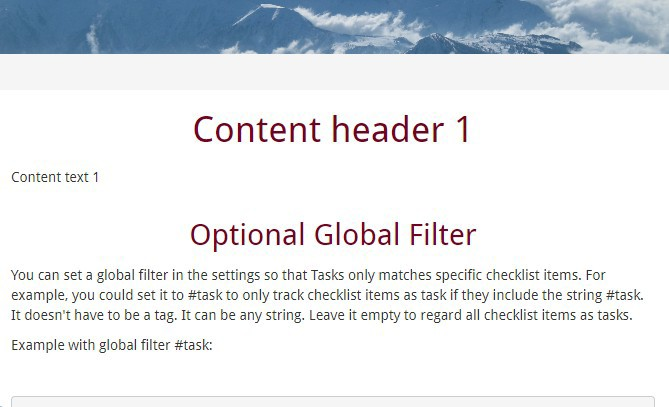 Content header 1
Content text 1
Optional Global Filter
You can set a global filter in the settings so that Tasks only matches specific checklist items. For
example, you could set it to #task to only track checklist items as task if they include the string #task.
It doesn't have to be a tag. It can be any string. Leave it empty to regard all checklist items as tasks.
Example with global filter #task: